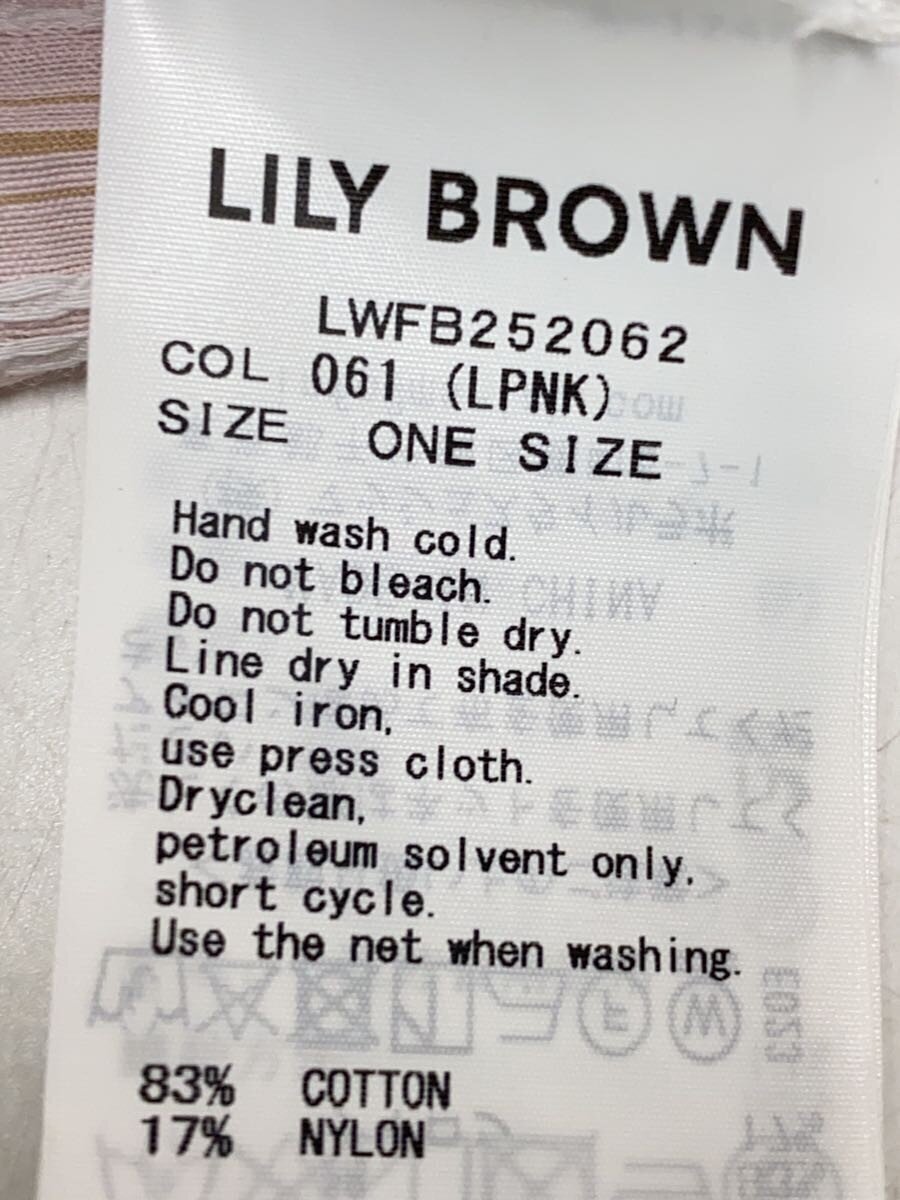 LILY BROWN
LWFB252062
COL 061 (LPNK)
SIZE ONE SIZE
Hand wash cold.
Do not bleach.
Do not tumble dry.
Line dry in shade.
Cool iron,
use press cloth.
Dryclean,
petroleum solvent only,
short cycle.
Use the net when washing.
83% COTTON
17% NYLON